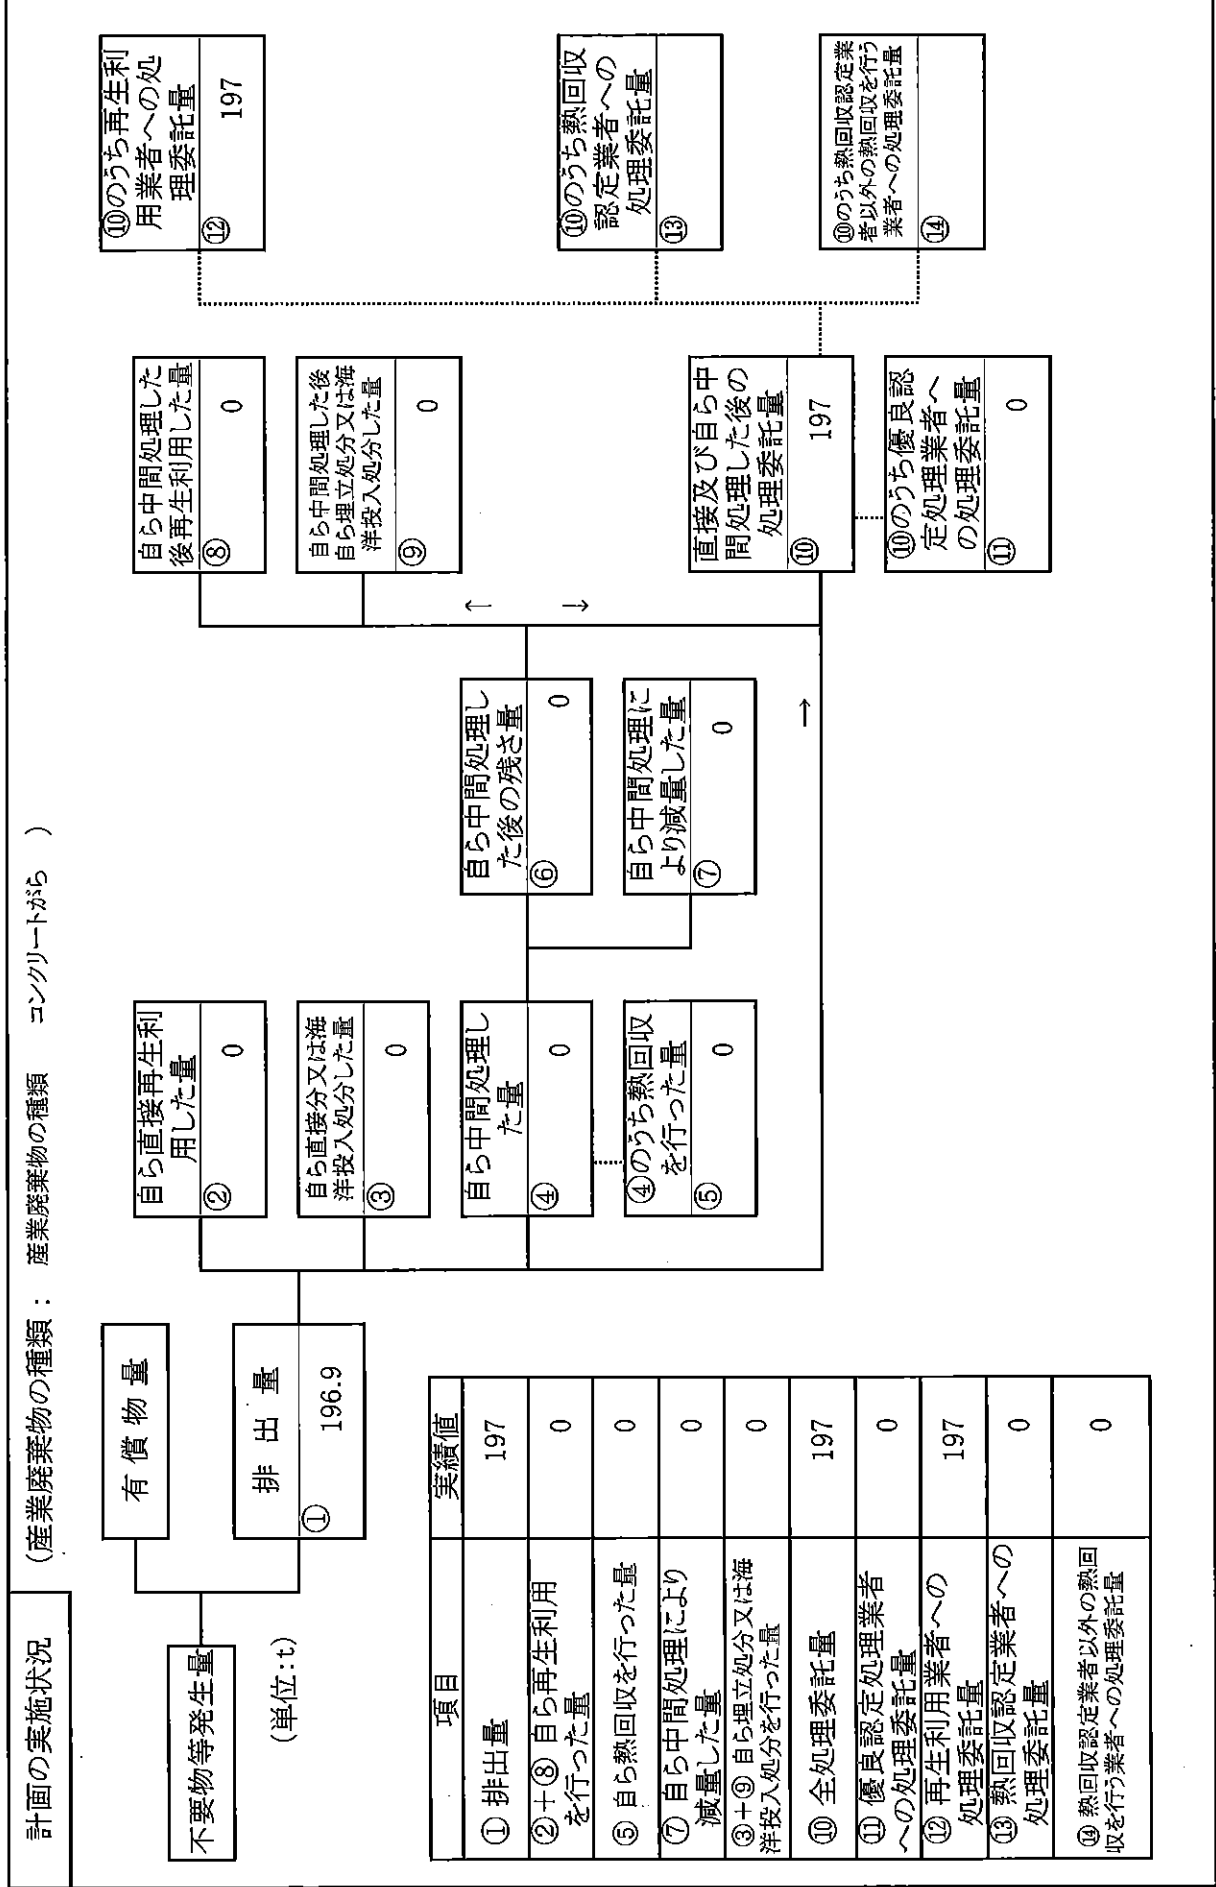 計画の実施状況
(産業廃棄物の種類： 産業廃棄物の種類 コンクリートがら )
不要物等発生量
(単位:t)
有償物量
排出量
① 196.9
自ら直接再生利
用した量
② 0
自ら直接分又は海
洋投入処分した量
③ 0
自ら中間処理し
た量
④ 0
④のうち熱回収
を行った量
⑤ 0
自ら中間処理し
た後の残さ量
⑥ 0
自ら中間処理に
より減量した量
⑦ 0
自ら中間処理した
後再生利用した量
⑧ 0
自ら中間処理した後
自ら埋立処分又は海
洋投入処分した量
⑨ 0
直接及び自ら中
間処理した後の
処理委託量
⑩ 197
⑩のうち優良認
定処理業者へ
の処理委託量
⑪ 0
⑩のうち再生利
用業者への処
理委託量
⑫ 197
⑩のうち熱回収
認定業者への
処理委託量
⑬
⑩のうち熱回収認定業
者以外の熱回収を行う
業者への処理委託量
⑭
↑
↓
→
項目 実績値
①排出量 197
②+⑧ 自ら再生利用
を行った量 0
⑤ 自ら熱回収を行った量 0
⑦ 自ら中間処理により
減量した量 0
③+⑨ 自ら埋立処分又は海
洋投入処分を行った量 0
⑩ 全処理委託量 197
⑪ 優良認定処理業者
への処理委託量 0
⑫ 再生利用業者への
処理委託量 197
⑬ 熱回収認定業者への
処理委託量 0
⑭ 熱回収認定業者以外の熱回
収を行う業者への処理委託量 0